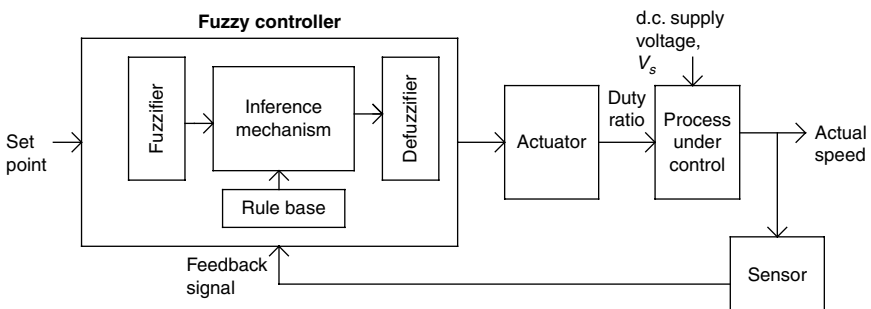 Fuzzy controller
d.c. supply
voltage,
Vs
Set
point
Fuzzifier
Inference
mechanism
Rule base
Defuzzifier
Actuator
Duty
ratio
Process
under
control
Actual
speed
Feedback
signal
Sensor